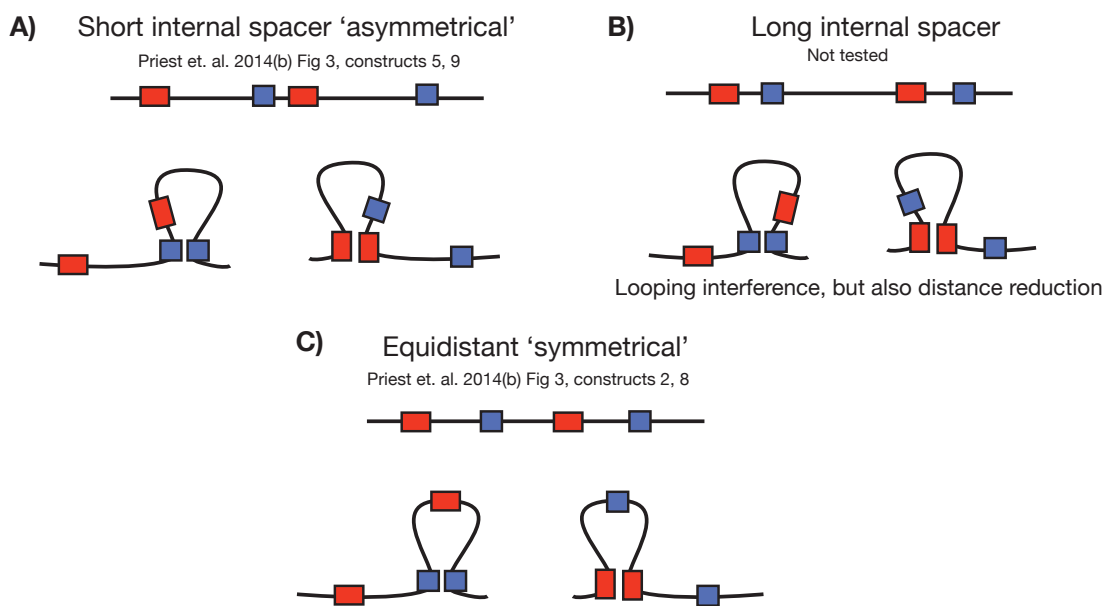 A) Short internal spacer ‘asymmetrical’
Priest et. al. 2014(b) Fig 3, constructs 5, 9
B) Long internal spacer
Not tested
Looping interference, but also distance reduction
C) Equidistant ‘symmetrical’
Priest et. al. 2014(b) Fig 3, constructs 2, 8